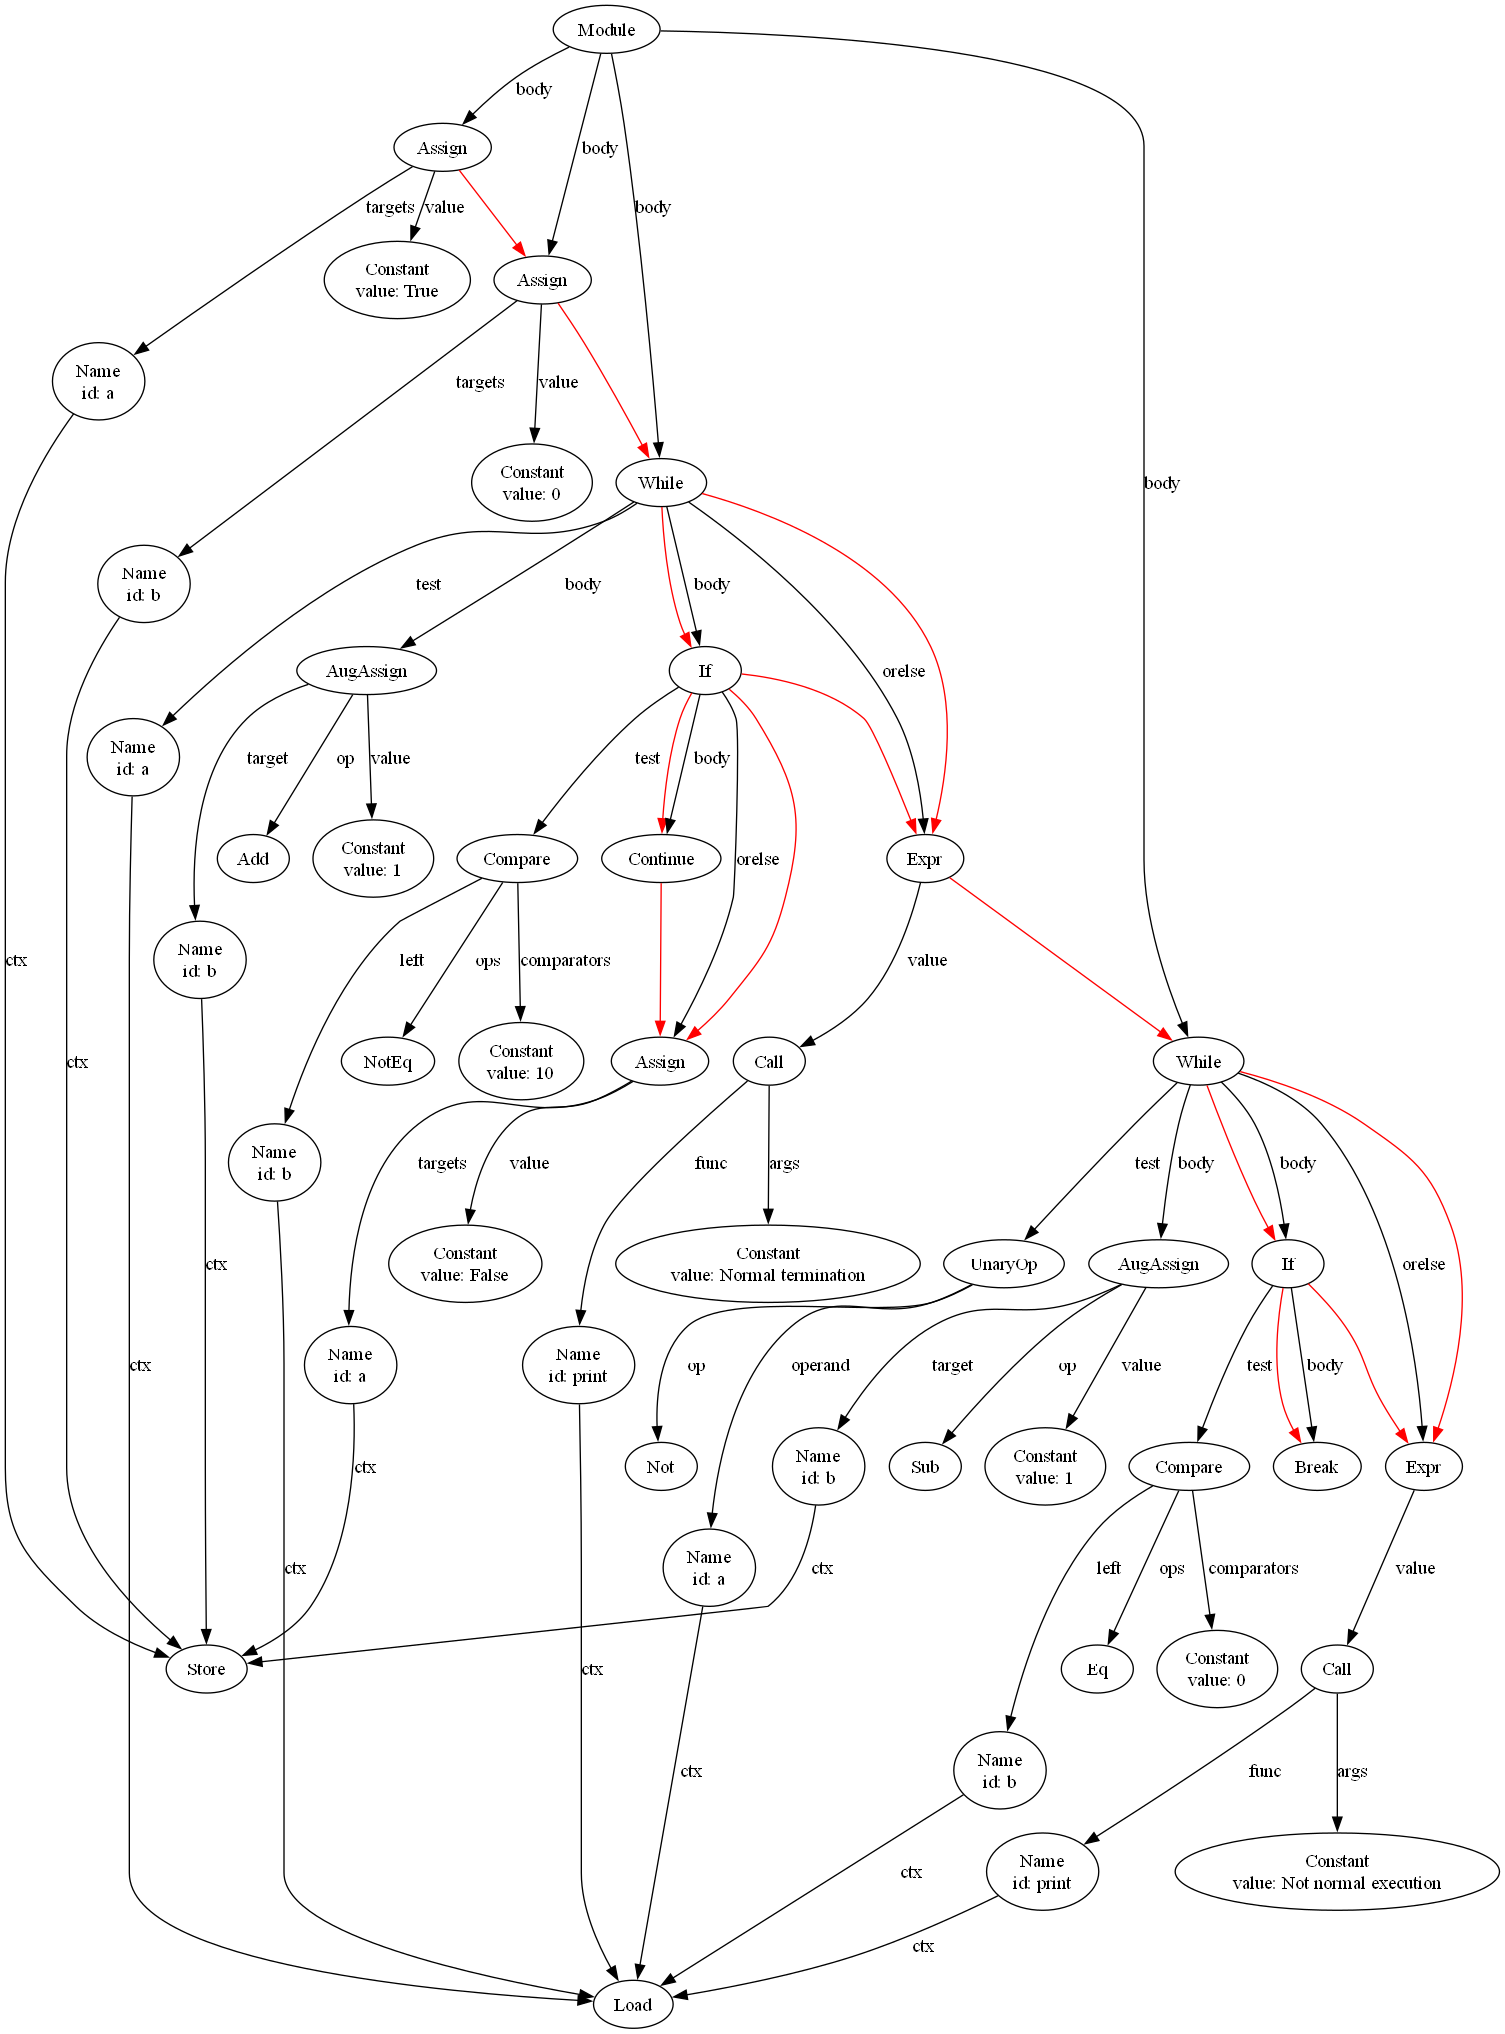 Module
body
Assign
body
body
targets
value
Constant
value: True
Assign
Name
id: a
targets
value
body
Constant
value: 0
While
Name
id: b
test
body
body
AugAssign
If
orelse
Name
id: a
target
op
value
test
body
Add
Constant
value: 1
Compare
Continue
orelse
Expr
Name
id: b
left
ops
comparators
value
ctx
ctx
NotEq
Constant
value: 10
Assign
Call
While
Name
id: b
targets
value
func
args
test
body
body
ctx
Constant
value: False
Constant
value: Normal termination
UnaryOp
AugAssign
If
orelse
ctx
Name
id: a
Name
id: print
op
operand
target
op
value
test
body
ctx
Not
Name
id: b
Sub
Constant
value: 1
Compare
Break
Expr
ctx
Name
id: a
ctx
left
ops
comparators
value
Store
ctx
Eq
Constant
value: 0
Call
ctx
Name
id: b
func
args
ctx
Name
id: print
Constant
value: Not normal execution
ctx
Load